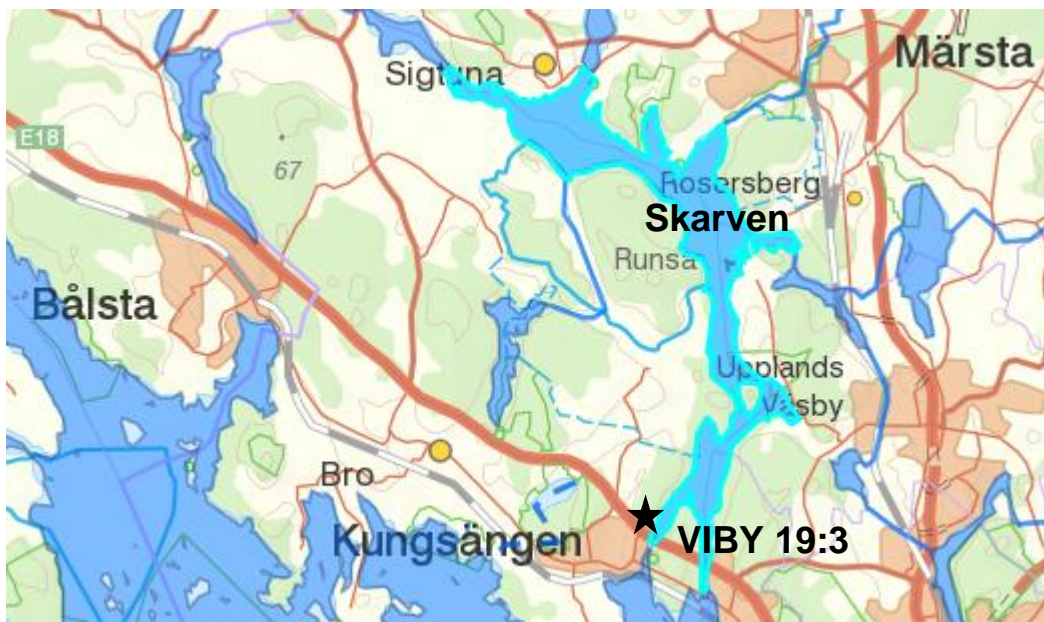 Märsta
Sigtuna
E18
67
Rosersberg
Skarven
Runsa
Bålsta
Upplands
Väsby
Bro
Kungsängen
VIBY 19:3